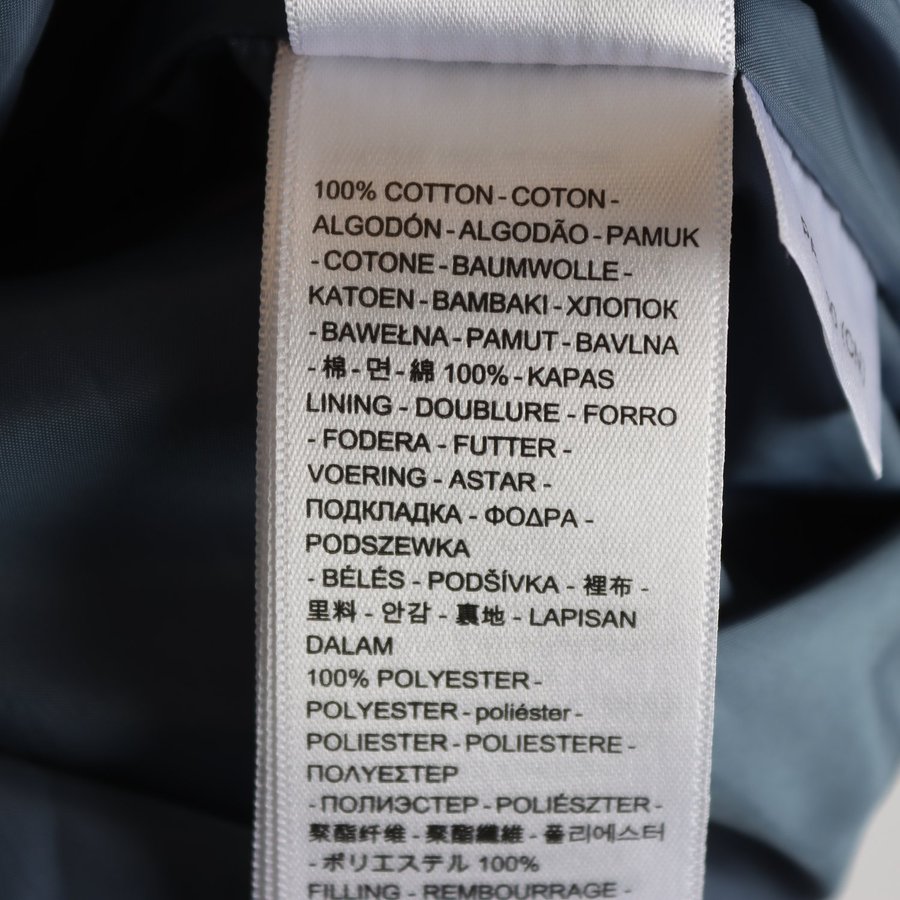 100% COTTON - COTON -
ALGODÓN - ALGODÃO - PAMUK
- COTONE - BAUMWOLLE -
KATOEN - BAMBAKI - ХЛОПОК
- BAWEŁNA - PAMUT - BAVLNA
- 棉 - 면 - 綿 100% - KAPAS
LINING - DOUBLURE - FORRO
- FODERA - FUTTER -
VOERING - ASTAR -
ПОДКЛАДКА - ΦΟΔΡΑ -
PODSZEWKA
- BÉLÉS - PODŠÍVKA - 裡布 -
里料 - 안감 - 裏地 - LAPISAN
DALAM
100% POLYESTER -
POLYESTER - poliéster -
POLIESTER - POLIESTERE -
ΠΟΛΥΕΣΤΕΡ
- ПОЛИЭСТЕР - POLIÉSZTER -
聚酯纤维 - 聚酯纖維 - 폴리에스터
- ポリエステル 100%
FILLING - REMBOURRAGE -